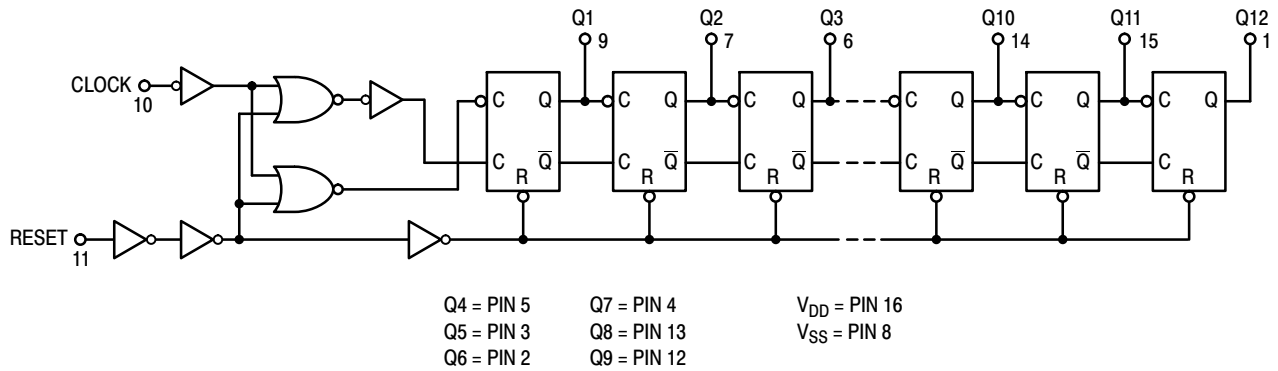 Q1 Q2 Q3 Q10 Q11 Q12
9 7 6 14 15 1
CLOCK
10
C Q C Q C Q C Q C Q C Q
C Q̅ C Q̅ C Q̅ C Q̅ C Q̅ C
R R R R R R
RESET
11
Q4 = PIN 5 Q7 = PIN 4 V_DD = PIN 16
Q5 = PIN 3 Q8 = PIN 13 V_SS = PIN 8
Q6 = PIN 2 Q9 = PIN 12